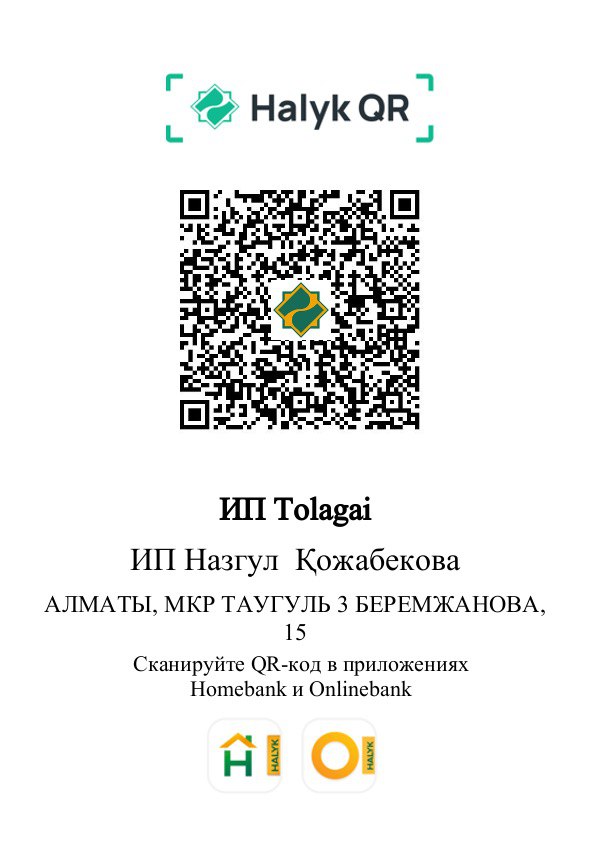 Halyk QR
ИП Tolagai
ИП Назгул Қожабекова
АЛМАТЫ, МКР ТАУГУЛЬ 3 БЕРЕМЖАНОВА,
15
Сканируйте QR-код в приложениях
Homebank и Onlinebank
HALYK
HALYK